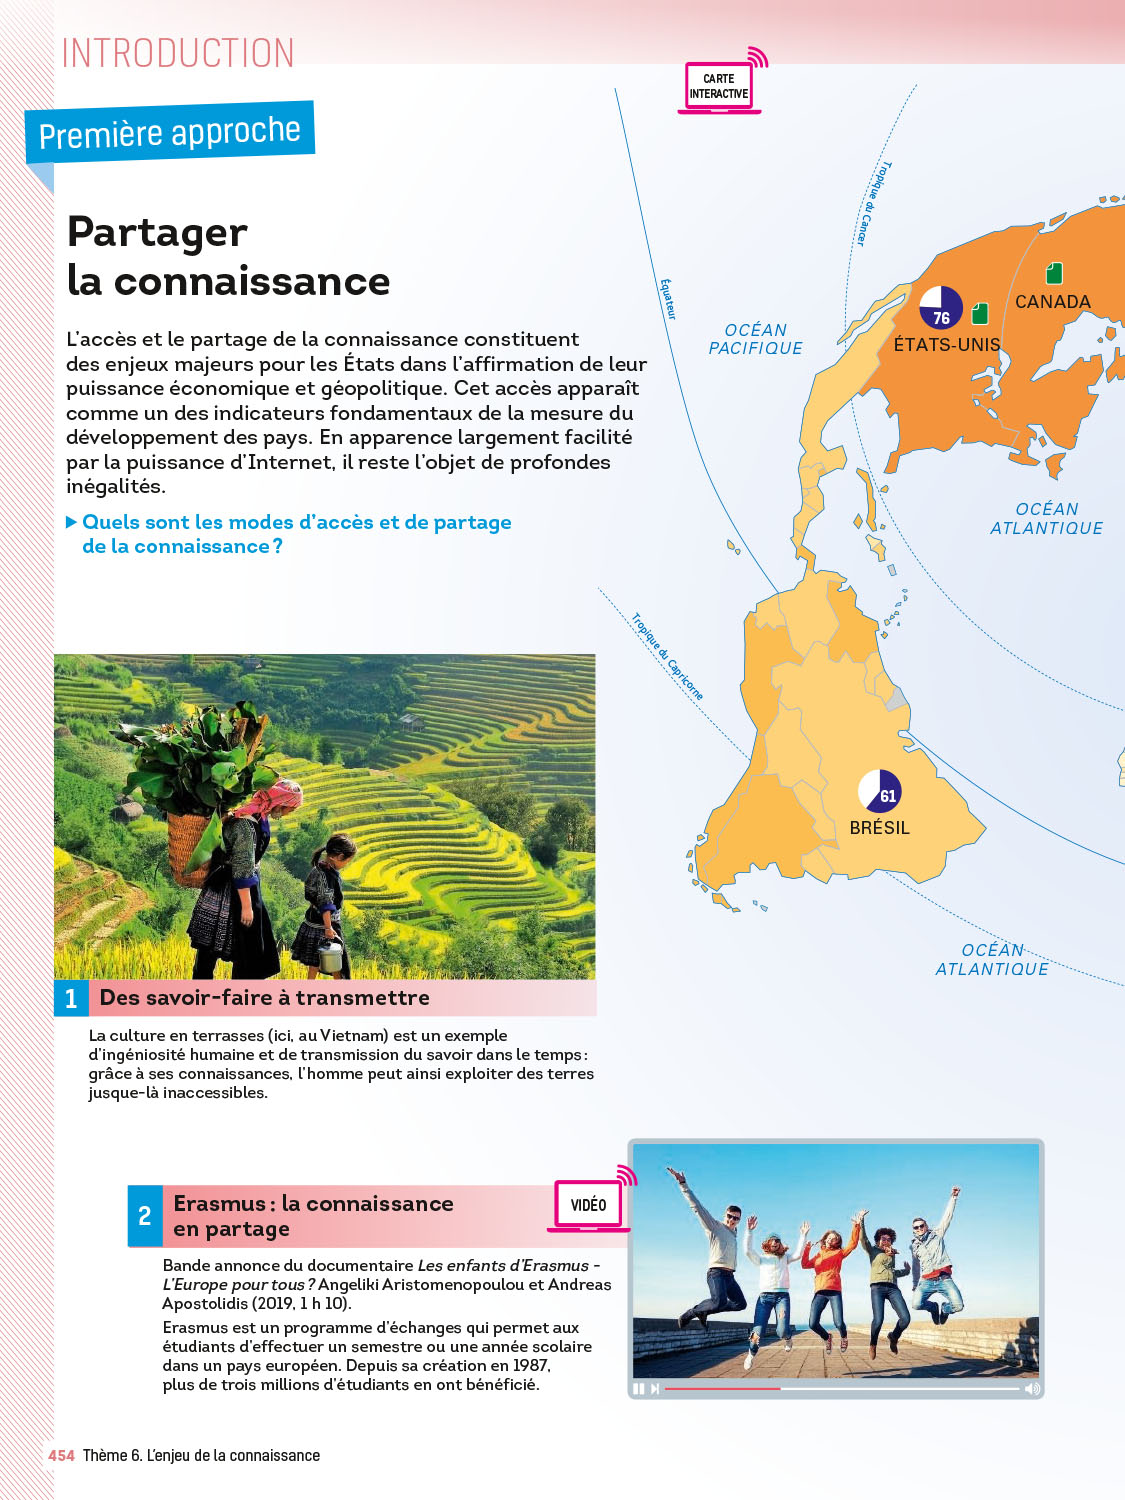 INTRODUCTION
Première approche
Partager
la connaissance
L'accès et le partage de la connaissance constituent
des enjeux majeurs pour les États dans l'affirmation de leur
puissance économique et géopolitique. Cet accès apparaît
comme un des indicateurs fondamentaux de la mesure du
développement des pays. En apparence largement facilité
par la puissance d'Internet, il reste l'objet de profondes
inégalités.
Quels sont les modes d'accès et de partage
de la connaissance ?
CARTE
INTERACTIVE
Tropique du Cancer
Équateur
OCÉAN
PACIFIQUE
76
ÉTATS-UNIS
CANADA
OCÉAN
ATLANTIQUE
Tropique du Capricorne
61
BRÉSIL
OCÉAN
ATLANTIQUE
1 Des savoir-faire à transmettre
La culture en terrasses (ici, au Vietnam) est un exemple
d'ingéniosité humaine et de transmission du savoir dans le temps :
grâce à ses connaissances, l'homme peut ainsi exploiter des terres
jusque-là inaccessibles.
2 Erasmus : la connaissance
en partage
VIDÉO
Bande annonce du documentaire Les enfants d'Erasmus -
L'Europe pour tous ? Angeliki Aristomenopoulou et Andreas
Apostolidis (2019, 1 h 10).
Erasmus est un programme d'échanges qui permet aux
étudiants d'effectuer un semestre ou une année scolaire
dans un pays européen. Depuis sa création en 1987,
plus de trois millions d'étudiants en ont bénéficié.
454 Thème 6. L'enjeu de la connaissance